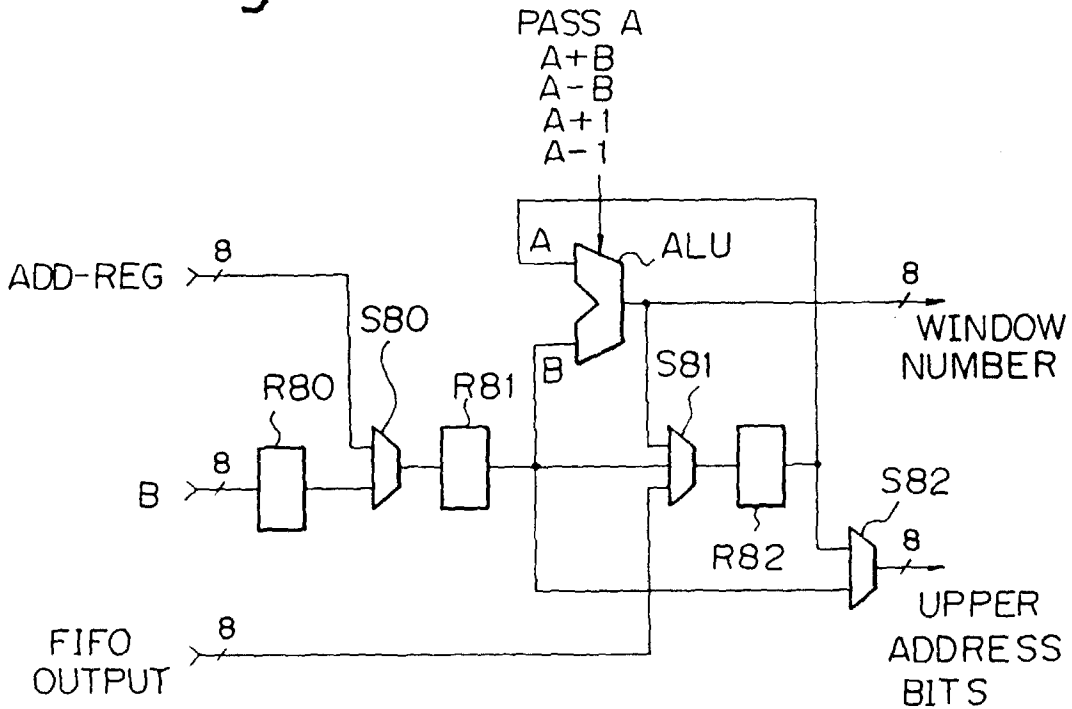 PASS A
A+B
A-B
A+1
A-1
A
ALU
ADD-REG
8
8
S80
WINDOW
NUMBER
B
S81
R80
R81
B
8
S82
8
R82
FIFO
OUTPUT
8
UPPER
ADDRESS
BITS